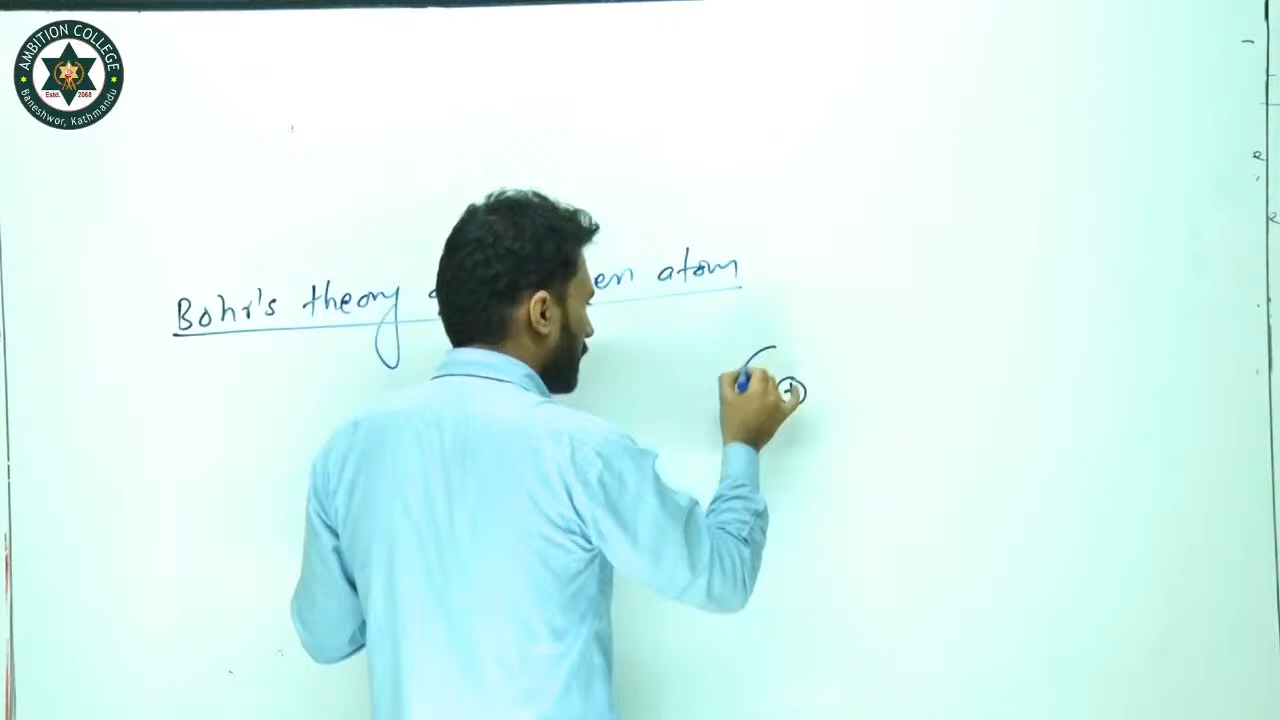 AMBITION COLLEGE
Estd. 2068
Baneshwor, Kathmandu
Bohr's theory en atom
+